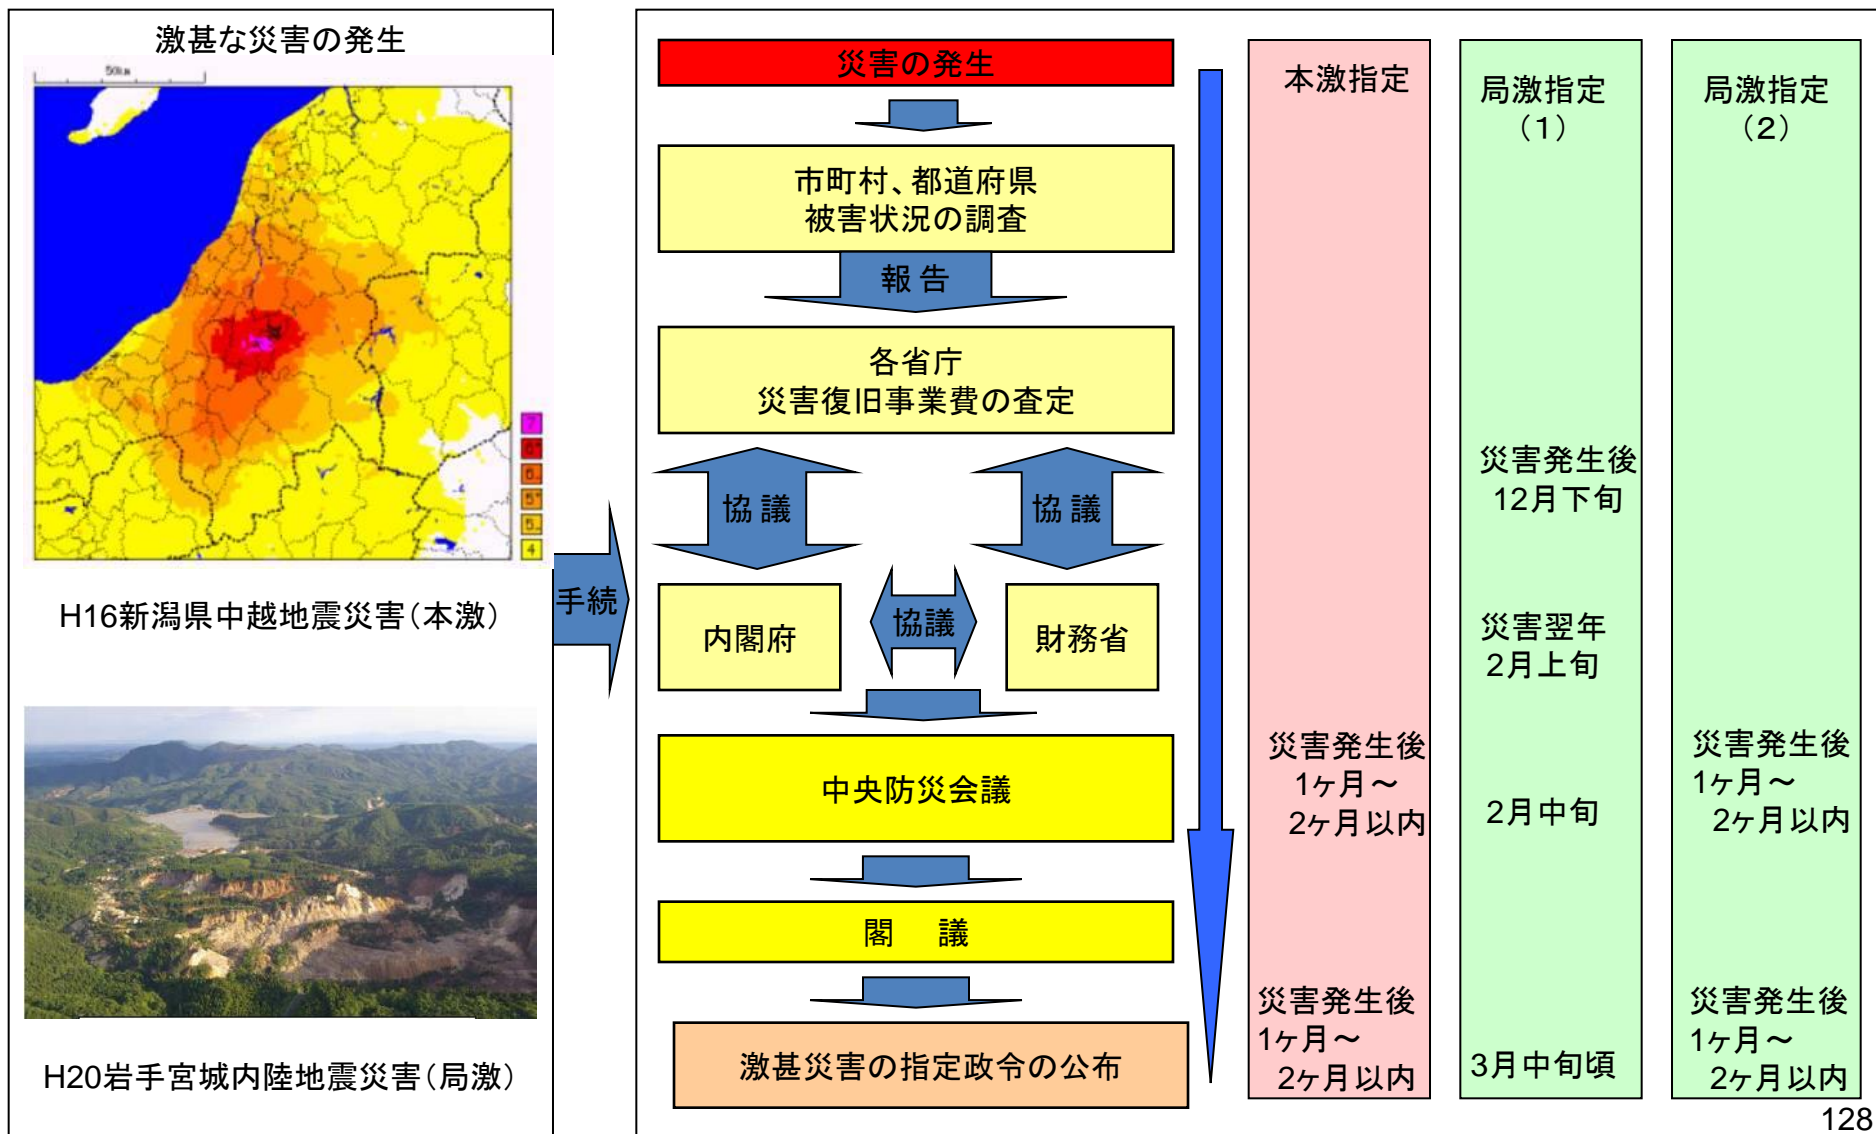 激甚な災害の発生
50km
7
6+
6-
5+
5-
4
H16新潟県中越地震災害(本激)
H20岩手宮城内陸地震災害(局激)
手続
災害の発生
市町村、都道府県
被害状況の調査
報 告
各省庁
災害復旧事業費の査定
協 議
協 議
内閣府
協議
財務省
中央防災会議
閣 議
激甚災害の指定政令の公布
本激指定
災害発生後
1ヶ月~
2ヶ月以内
災害発生後
1ヶ月~
2ヶ月以内
局激指定
(1)
災害発生後
12月下旬
災害翌年
2月上旬
2月中旬
3月中旬頃
局激指定
(2)
災害発生後
1ヶ月~
2ヶ月以内
災害発生後
1ヶ月~
2ヶ月以内
128